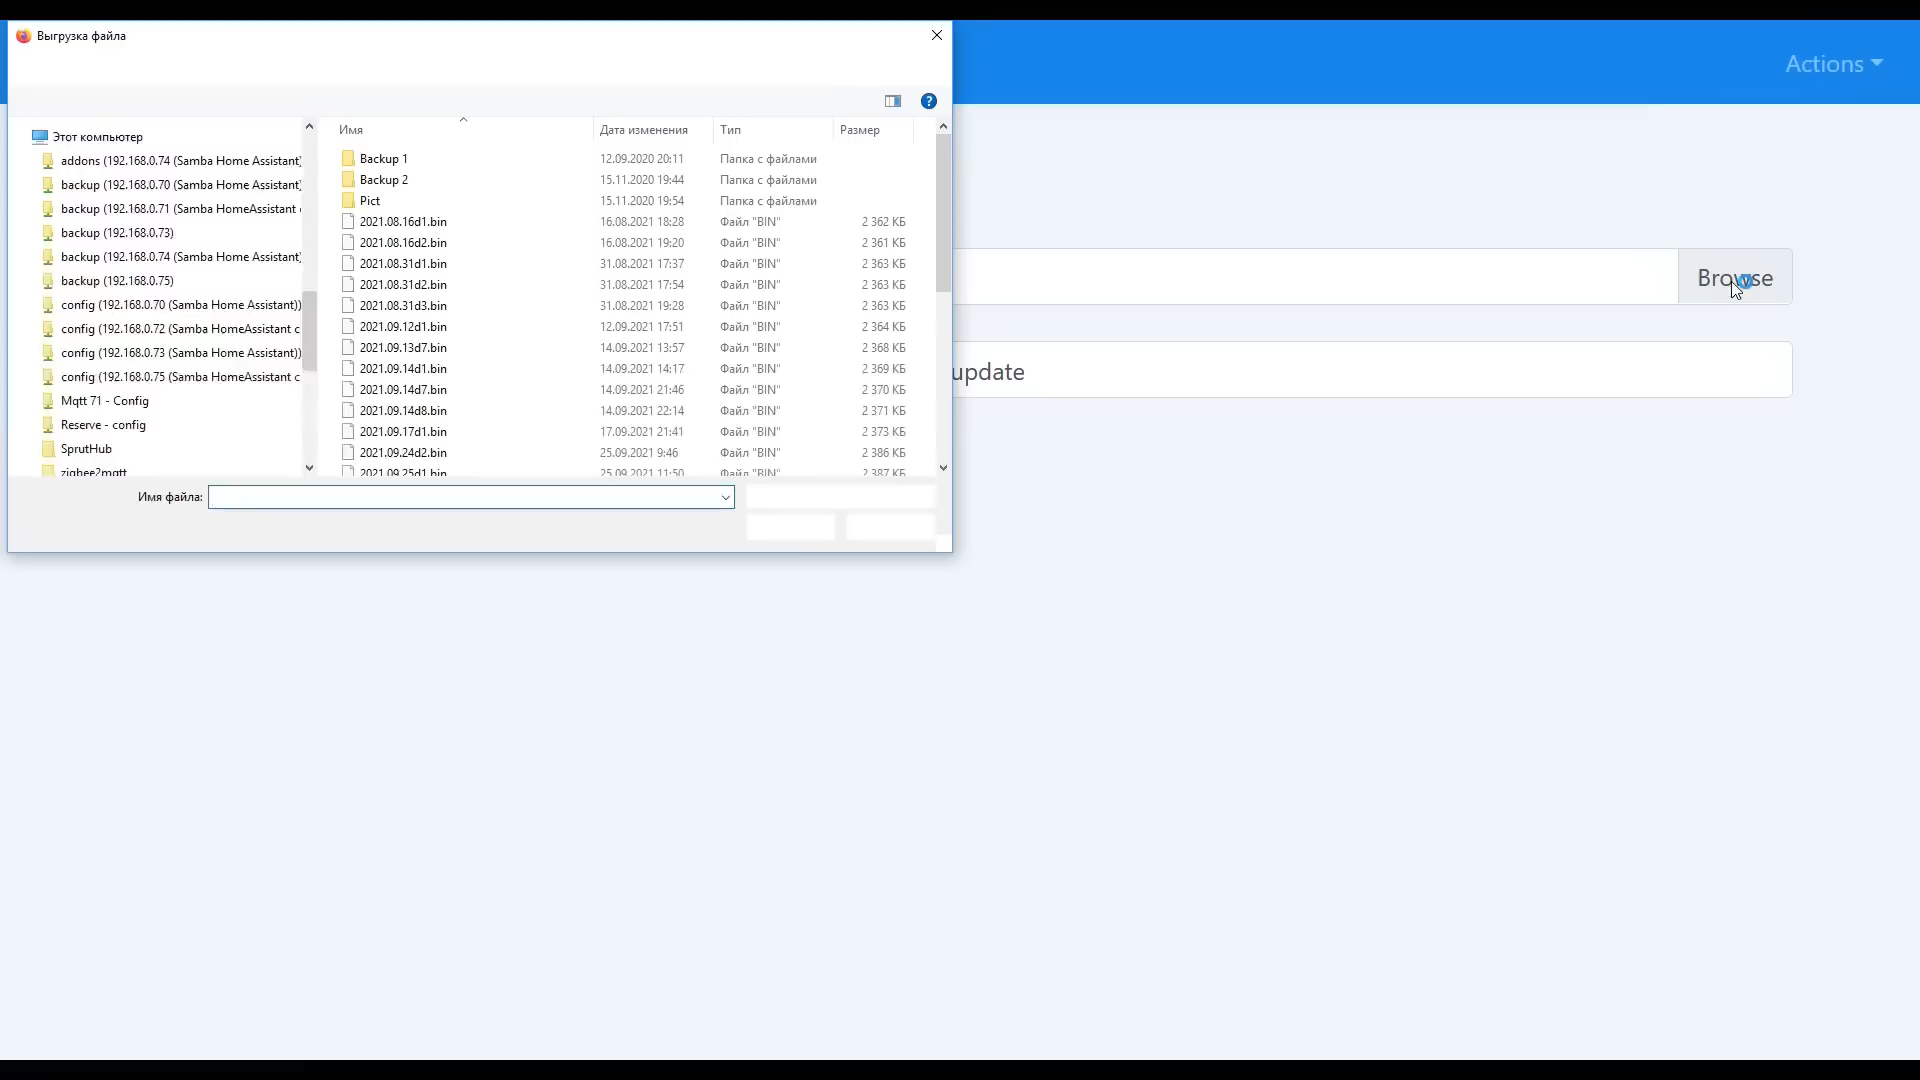 Выгрузка файла
Actions
Этот компьютер
addons (192.168.0.74 (Samba Home Assistant)
backup (192.168.0.70 (Samba Home Assistant)
backup (192.168.0.71 (Samba HomeAssistant
backup (192.168.0.73)
backup (192.168.0.74 (Samba Home Assistant)
backup (192.168.0.75)
config (192.168.0.70 (Samba Home Assistant))
config (192.168.0.72 (Samba HomeAssistant c
config (192.168.0.73 (Samba Home Assistant))
config (192.168.0.75 (Samba HomeAssistant c
Mqtt 71 - Config
Reserve - config
SprutHub
zigbee2mqtt
Имя Дата изменения Тип Размер
Backup 1 12.09.2020 20:11 Папка с файлами
Backup 2 15.11.2020 19:44 Папка с файлами
Pict 15.11.2020 19:54 Папка с файлами
2021.08.16d1.bin 16.08.2021 18:28 Файл "BIN" 2 362 КБ
2021.08.16d2.bin 16.08.2021 19:20 Файл "BIN" 2 361 КБ
2021.08.31d1.bin 31.08.2021 17:37 Файл "BIN" 2 363 КБ
2021.08.31d2.bin 31.08.2021 17:54 Файл "BIN" 2 363 КБ
2021.08.31d3.bin 31.08.2021 19:28 Файл "BIN" 2 363 КБ
2021.09.12d1.bin 12.09.2021 17:51 Файл "BIN" 2 364 КБ
2021.09.13d7.bin 14.09.2021 13:57 Файл "BIN" 2 368 КБ
2021.09.14d1.bin 14.09.2021 14:17 Файл "BIN" 2 369 КБ
2021.09.14d7.bin 14.09.2021 21:46 Файл "BIN" 2 370 КБ
2021.09.14d8.bin 14.09.2021 22:14 Файл "BIN" 2 371 КБ
2021.09.17d1.bin 17.09.2021 21:41 Файл "BIN" 2 373 КБ
2021.09.24d2.bin 25.09.2021 9:46 Файл "BIN" 2 386 КБ
2021.09.25d1.bin 25.09.2021 11:50 Файл "BIN" 2 387 КБ
Имя файла:
Browse
update